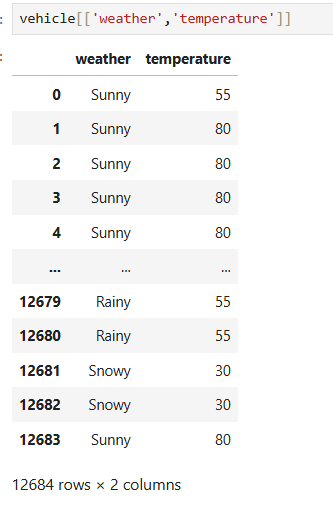 : vehicle[['weather','temperature']]
:
weather temperature
0 Sunny 55
1 Sunny 80
2 Sunny 80
3 Sunny 80
4 Sunny 80
... ... ...
12679 Rainy 55
12680 Rainy 55
12681 Snowy 30
12682 Snowy 30
12683 Sunny 80
12684 rows × 2 columns